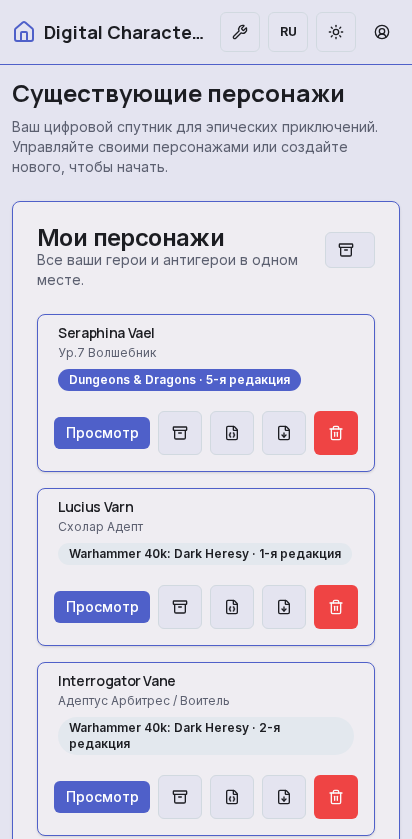 Digital Characte...
RU
Существующие персонажи
Ваш цифровой спутник для эпических приключений.
Управляйте своими персонажами или создайте
нового, чтобы начать.
Мои персонажи
Все ваши герои и антигерои в одном
месте.
Seraphina Vael
Ур.7 Волшебник
Dungeons & Dragons · 5-я редакция
Просмотр
Lucius Varn
Схолар Адепт
Warhammer 40k: Dark Heresy · 1-я редакция
Просмотр
Interrogator Vane
Адептус Арбитрес / Воитель
Warhammer 40k: Dark Heresy · 2-я
редакция
Просмотр